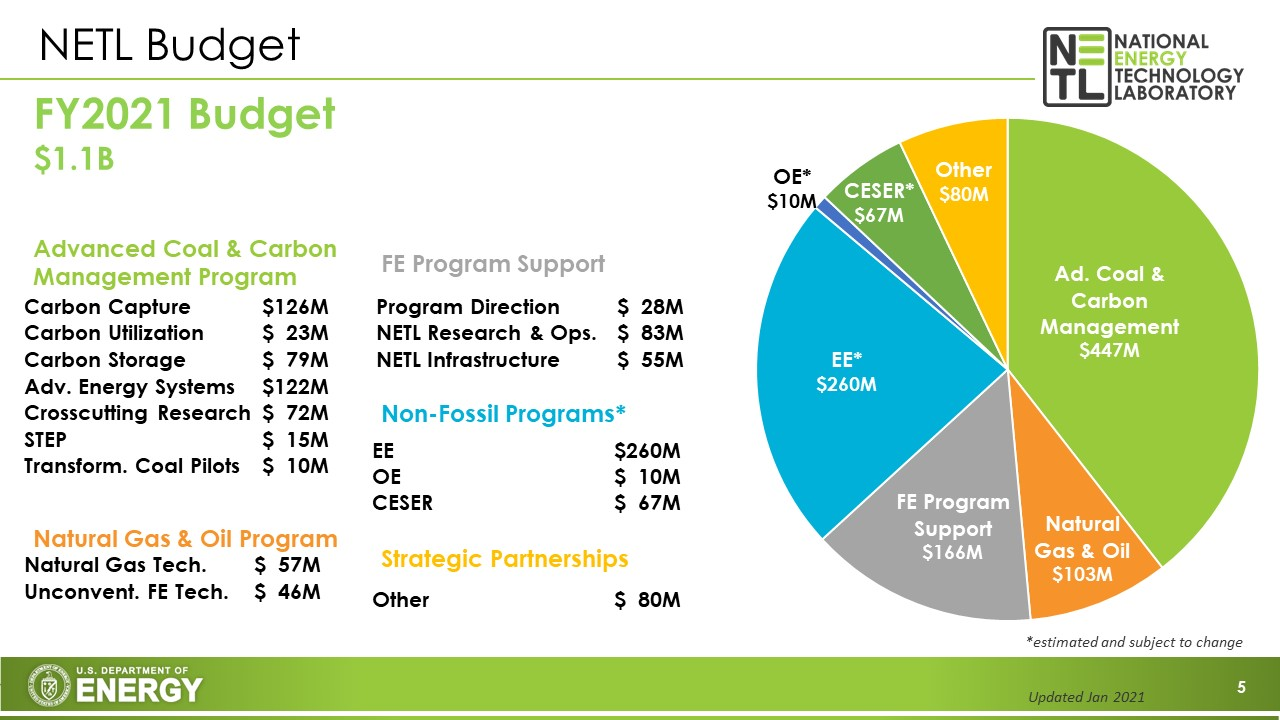 NETL Budget
NATIONAL
ENERGY
TECHNOLOGY
LABORATORY
NETL
FY2021 Budget
$1.1B
Advanced Coal & Carbon
Management Program
Carbon Capture $126M
Carbon Utilization $ 23M
Carbon Storage $ 79M
Adv. Energy Systems $122M
Crosscutting Research $ 72M
STEP $ 15M
Transform. Coal Pilots $ 10M
Natural Gas & Oil Program
Natural Gas Tech. $ 57M
Unconvent. FE Tech. $ 46M
FE Program Support
Program Direction $ 28M
NETL Research & Ops. $ 83M
NETL Infrastructure $ 55M
Non-Fossil Programs*
EE $260M
OE $ 10M
CESER $ 67M
Strategic Partnerships
Other $ 80M
OE*
$10M
CESER*
$67M
Other
$80M
Ad. Coal &
Carbon
Management
$447M
EE*
$260M
FE Program
Support
$166M
Natural
Gas & Oil
$103M
*estimated and subject to change
U.S. DEPARTMENT OF
ENERGY
Updated Jan 2021
5